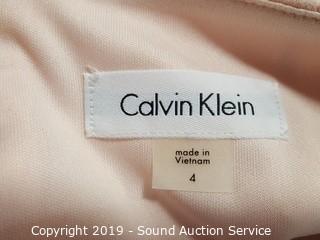 Calvin Klein
made in
Vietnam
4
Copyright 2019 - Sound Auction Service